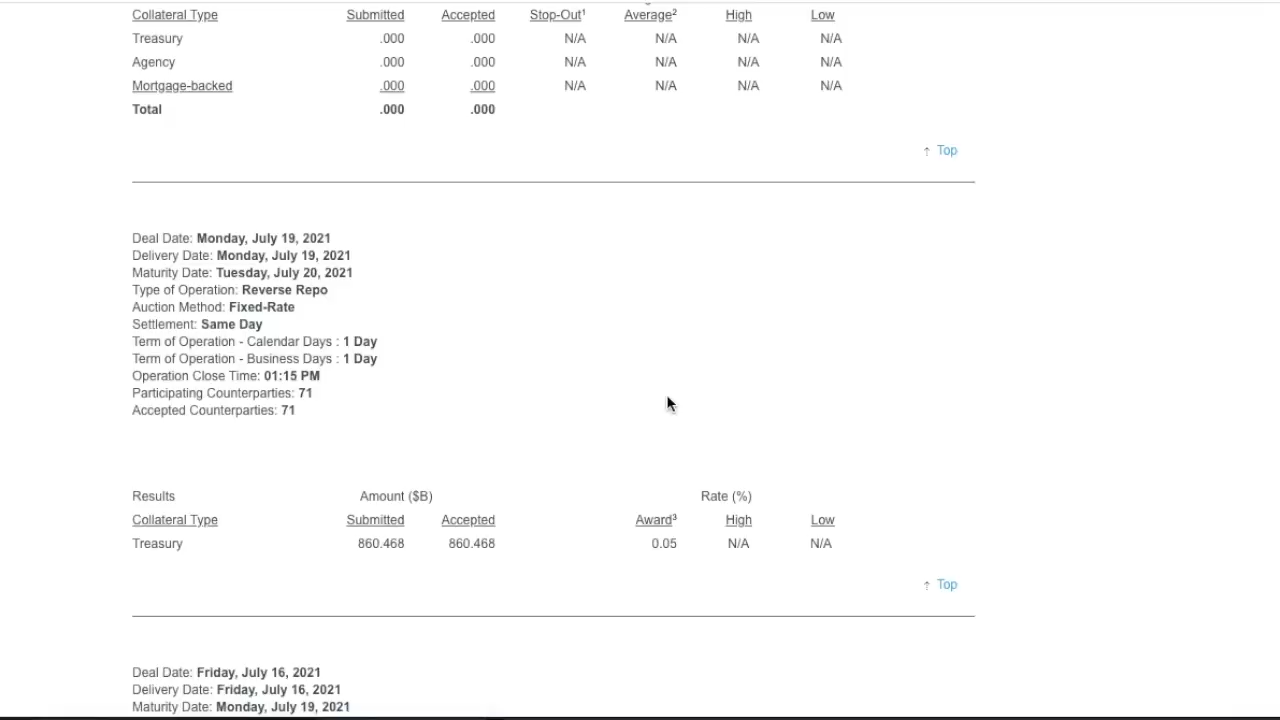 Collateral Type Submitted Accepted Stop-Out¹ Average² High Low
Treasury .000 .000 N/A N/A N/A N/A
Agency .000 .000 N/A N/A N/A N/A
Mortgage-backed .000 .000 N/A N/A N/A N/A
Total .000 .000
↑ Top
Deal Date: Monday, July 19, 2021
Delivery Date: Monday, July 19, 2021
Maturity Date: Tuesday, July 20, 2021
Type of Operation: Reverse Repo
Auction Method: Fixed-Rate
Settlement: Same Day
Term of Operation - Calendar Days : 1 Day
Term of Operation - Business Days : 1 Day
Operation Close Time: 01:15 PM
Participating Counterparties: 71
Accepted Counterparties: 71
Results Amount ($B) Rate (%)
Collateral Type Submitted Accepted Award³ High Low
Treasury 860.468 860.468 0.05 N/A N/A
↑ Top
Deal Date: Friday, July 16, 2021
Delivery Date: Friday, July 16, 2021
Maturity Date: Monday, July 19, 2021